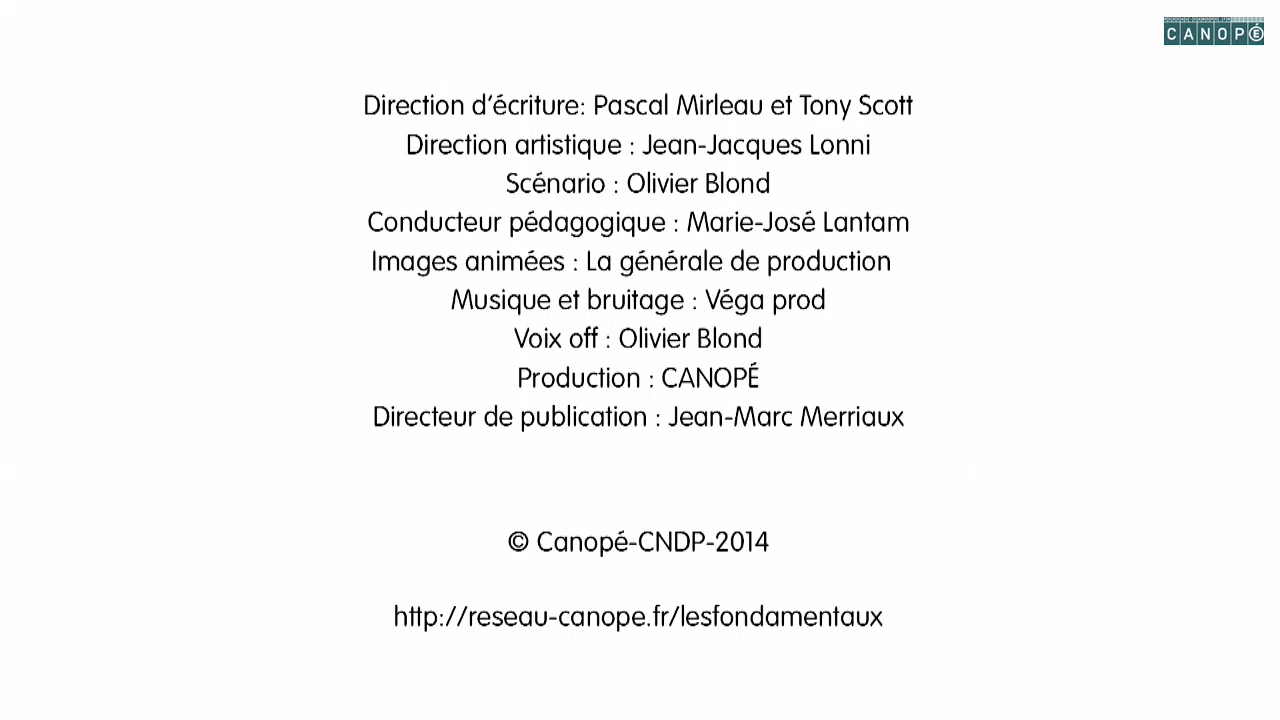 CANOPÉ
Direction d'écriture: Pascal Mirleau et Tony Scott
Direction artistique : Jean-Jacques Lonni
Scénario : Olivier Blond
Conducteur pédagogique : Marie-José Lantam
Images animées : La générale de production
Musique et bruitage : Véga prod
Voix off : Olivier Blond
Production : CANOPÉ
Directeur de publication : Jean-Marc Merriaux
© Canopé-CNDP-2014
http://reseau-canope.fr/lesfondamentaux